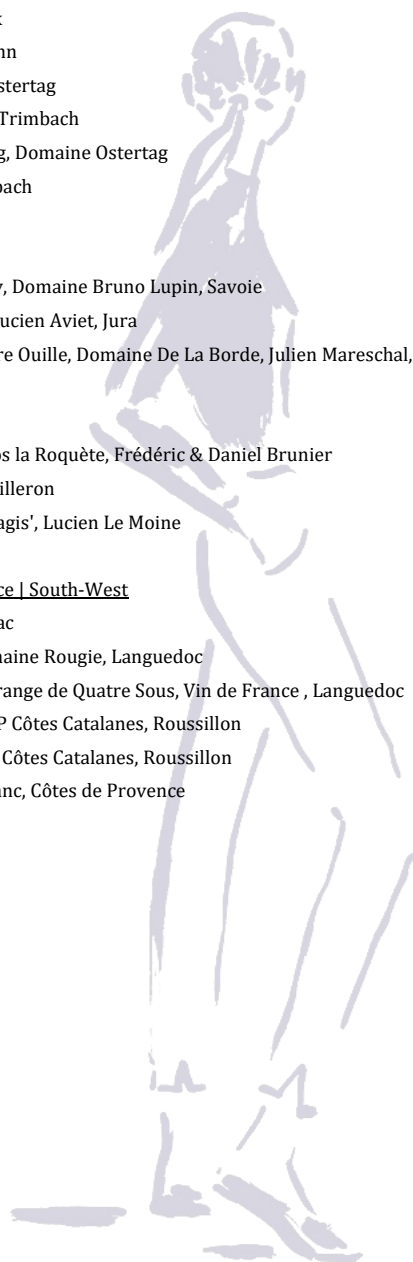 nn
stertag
Trimbach
g, Domaine Ostertag
bach
y, Domaine Bruno Lupin, Savoie
ucien Aviet, Jura
re Ouille, Domaine De La Borde, Julien Mareschal,
os la Roquète, Frédéric & Daniel Brunier
illeron
agis', Lucien Le Moine
ce | South-West
ac
naine Rougie, Languedoc
range de Quatre Sous, Vin de France , Languedoc
P Côtes Catalanes, Roussillon
Côtes Catalanes, Roussillon
anc, Côtes de Provence